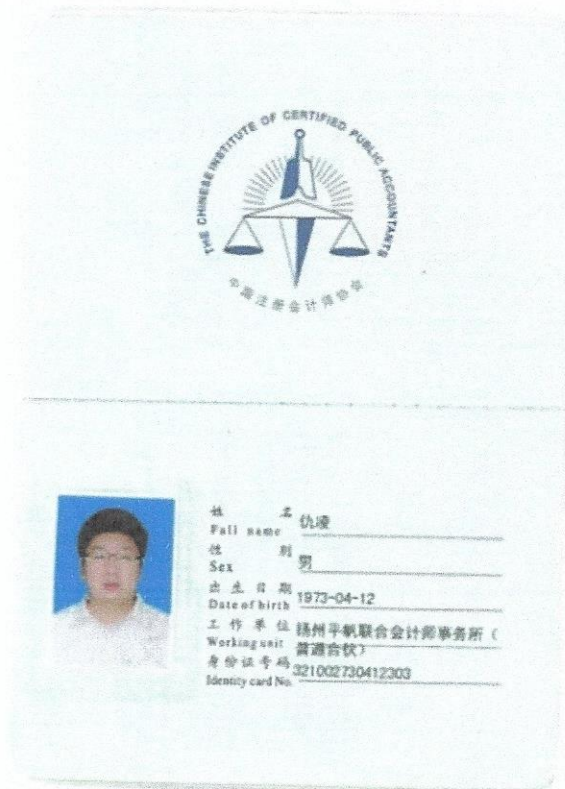 THE CHINESE INSTITUTE OF CERTIFIED PUBLIC ACCOUNTANTS
中国注册会计师协会
姓 名
Full name 仇凌
性 别
Sex 男
出生日期
Date of birth 1973-04-12
工作单位
Working unit 扬州平帆联合会计师事务所（
普通合伙）
身份证号码
Identity card No. 321002730412303